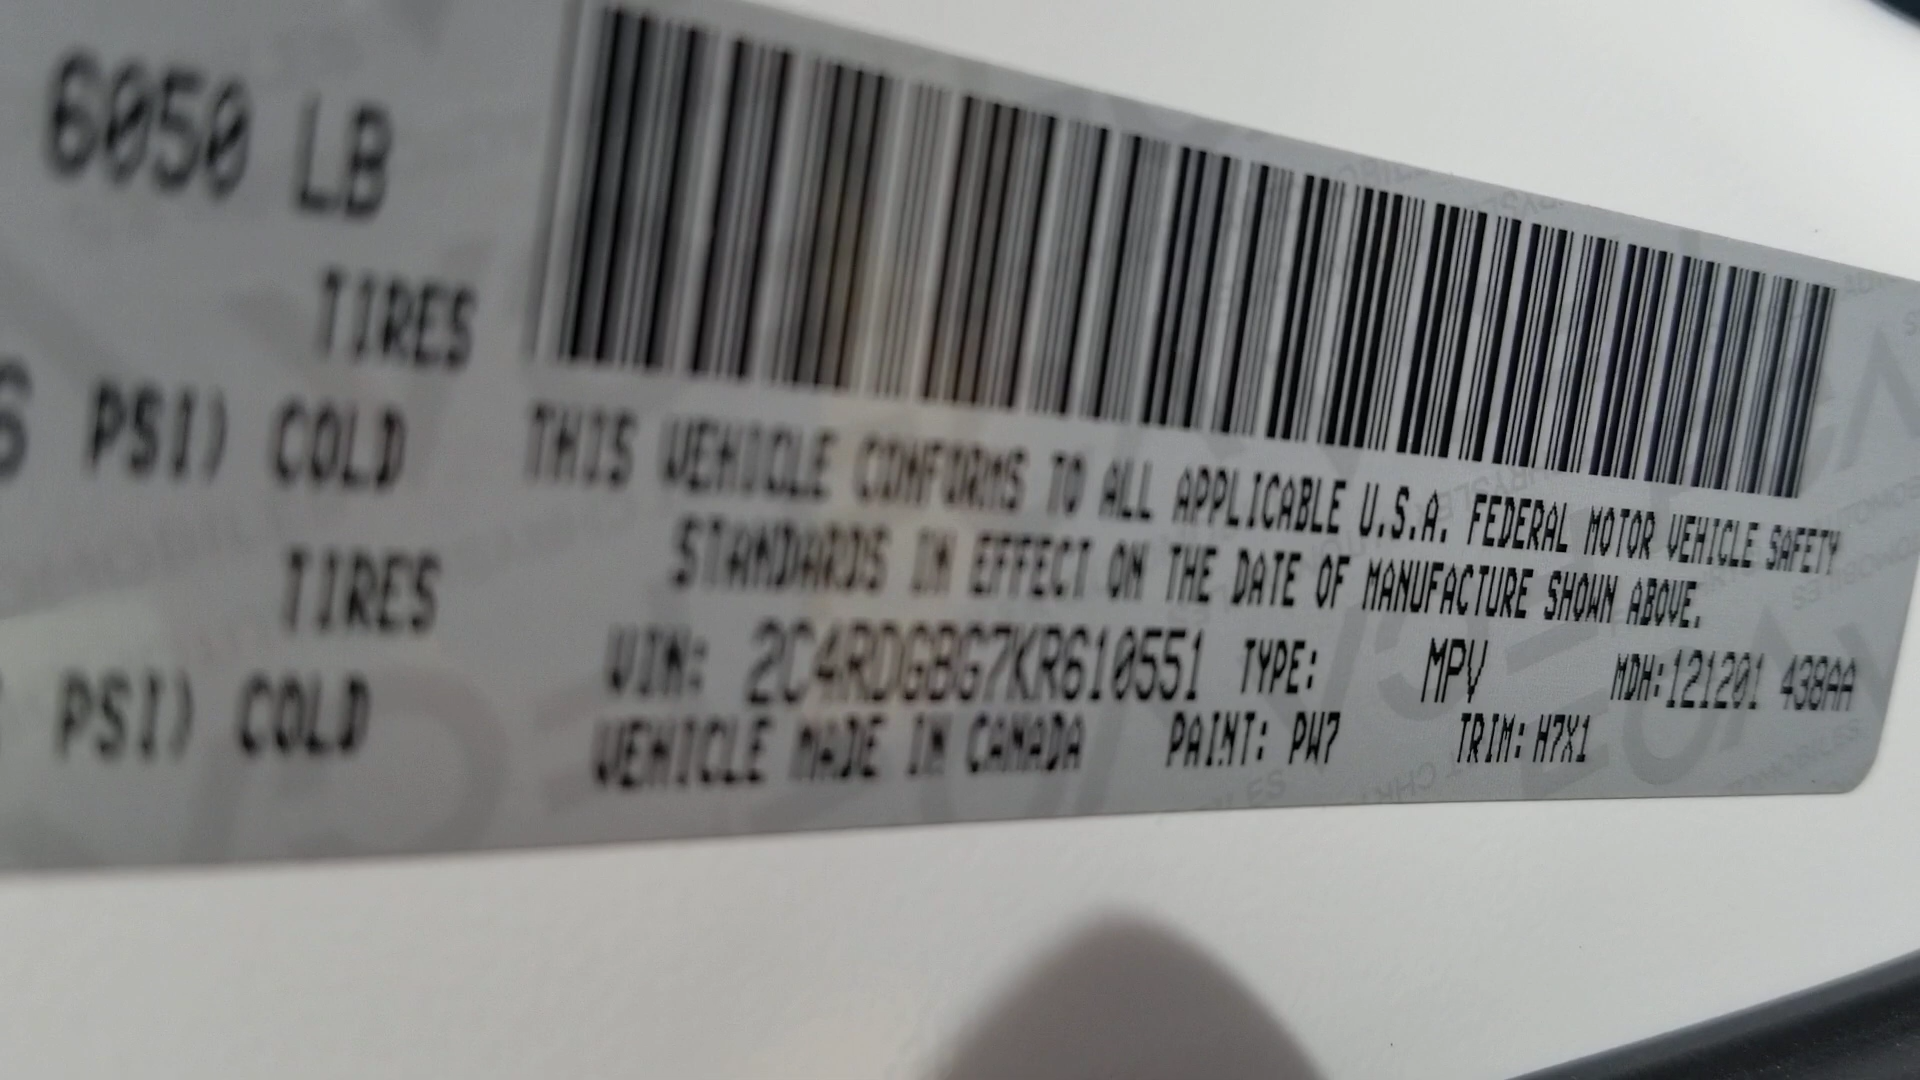 6050 LB
TIRES
PSI) COLD
TIRES
PSI) COLD
THIS VEHICLE CONFORMS TO ALL APPLICABLE U.S.A. FEDERAL MOTOR VEHICLE SAFETY
STANDARDS IN EFFECT ON THE DATE OF MANUFACTURE SHOWN ABOVE.
VIN: 2C4RDGBG7KR610551 TYPE: MPV MDH:121201 438AA
VEHICLE MADE IN CANADA PAINT: PW7 TRIM: H7X1